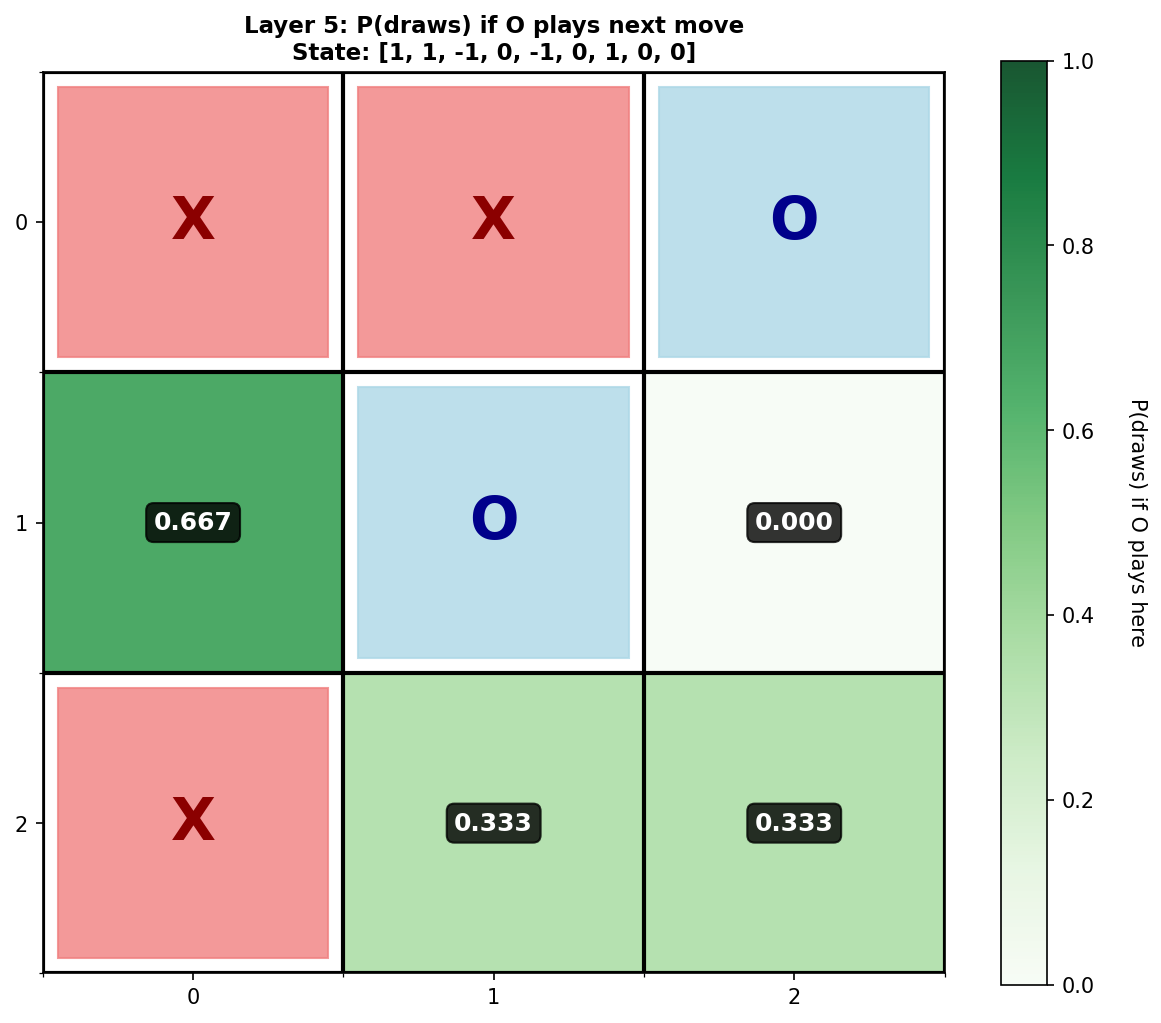 Layer 5: P(draws) if O plays next move
State: [1, 1, -1, 0, -1, 0, 1, 0, 0]
0
X
X
O
1
0.667
O
0.000
2
X
0.333
0.333
0
1
2
1.0
0.8
0.6
0.4
0.2
0.0
P(draws) if O plays here